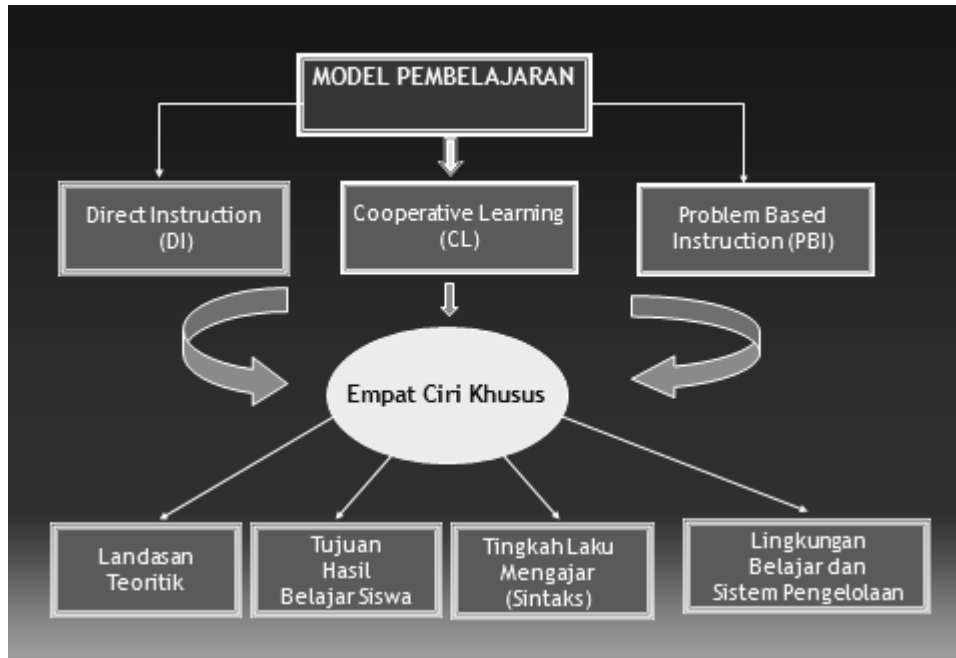 MODEL PEMBELAJARAN
Direct Instruction
(DI)
Cooperative Learning
(CL)
Problem Based
Instruction (PBI)
Empat Ciri Khusus
Landasan
Teoritik
Tujuan
Hasil
Belajar Siswa
Tingkah Laku
Mengajar
(Sintaks)
Lingkungan
Belajar dan
Sistem Pengelolaan